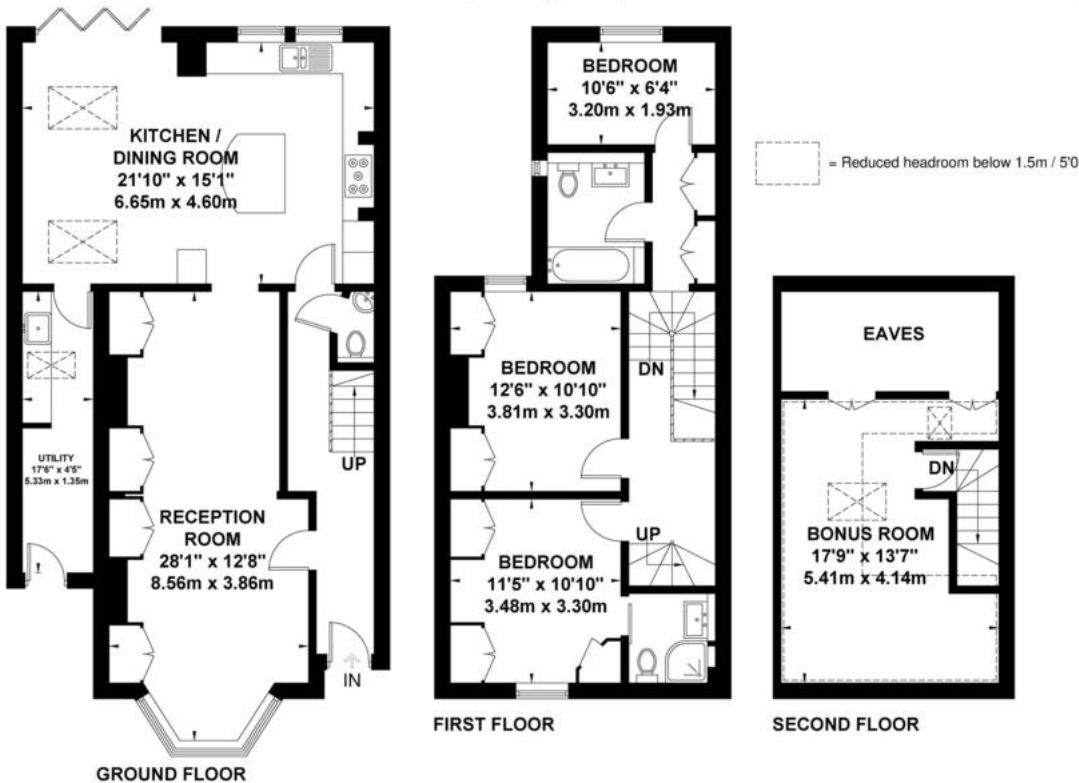 KITCHEN /
DINING ROOM
21'10" x 15'1"
6.65m x 4.60m
UTILITY
17'6" x 4'5"
5.33m x 1.35m
RECEPTION
ROOM
28'1" x 12'8"
8.56m x 3.86m
UP
IN
GROUND FLOOR
BEDROOM
10'6" x 6'4"
3.20m x 1.93m
BEDROOM
12'6" x 10'10"
3.81m x 3.30m
DN
UP
BEDROOM
11'5" x 10'10"
3.48m x 3.30m
FIRST FLOOR
= Reduced headroom below 1.5m / 5'0
EAVES
DN
BONUS ROOM
17'9" x 13'7"
5.41m x 4.14m
SECOND FLOOR